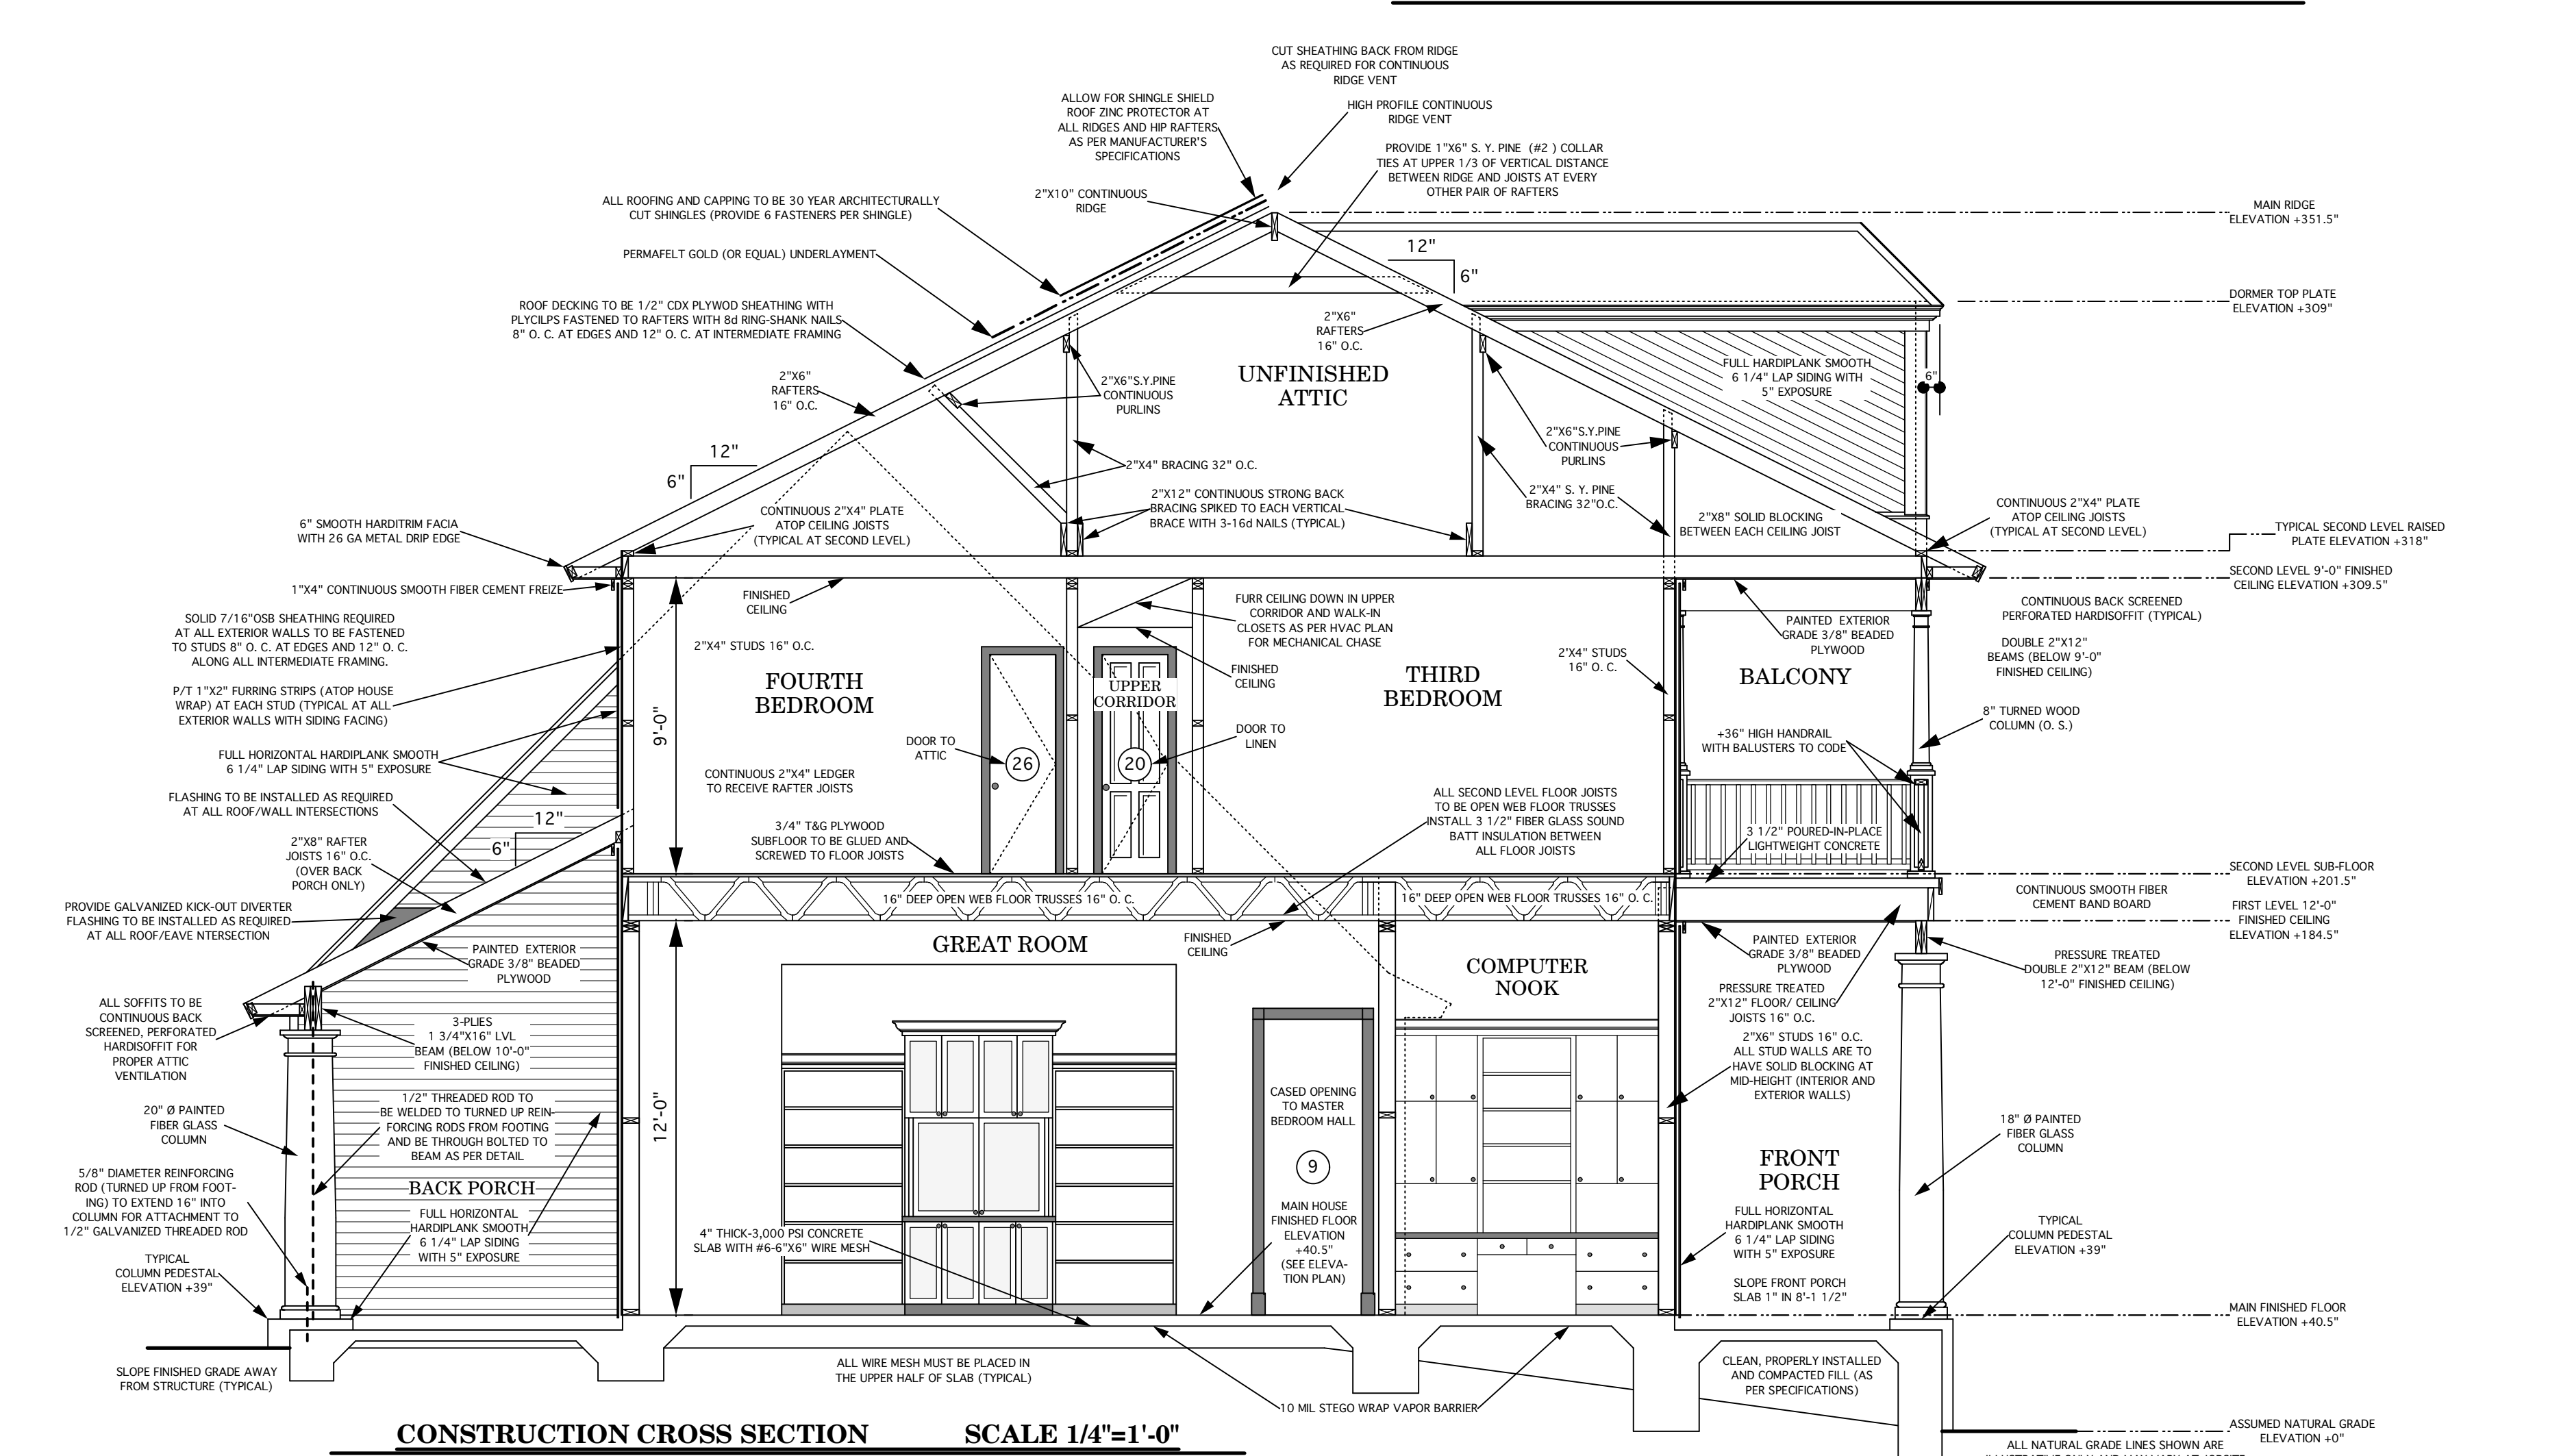 CUT SHEATHING BACK FROM RIDGE
AS REQUIRED FOR CONTINUOUS
RIDGE VENT
ALLOW FOR SHINGLE SHIELD
ROOF ZINC PROTECTOR AT
ALL RIDGES AND HIP RAFTERS
AS PER MANUFACTURER'S
SPECIFICATIONS
HIGH PROFILE CONTINUOUS
RIDGE VENT
PROVIDE 1"X6" S. Y. PINE (#2 ) COLLAR
TIES AT UPPER 1/3 OF VERTICAL DISTANCE
BETWEEN RIDGE AND JOISTS AT EVERY
OTHER PAIR OF RAFTERS
2"X10" CONTINUOUS
RIDGE
ALL ROOFING AND CAPPING TO BE 30 YEAR ARCHITECTURALLY
CUT SHINGLES (PROVIDE 6 FASTENERS PER SHINGLE)
MAIN RIDGE
ELEVATION +351.5"
PERMAFELT GOLD (OR EQUAL) UNDERLAYMENT
12"
6"
ROOF DECKING TO BE 1/2" CDX PLYWOD SHEATHING WITH
PLYCILPS FASTENED TO RAFTERS WITH 8d RING-SHANK NAILS
8" O. C. AT EDGES AND 12" O. C. AT INTERMEDIATE FRAMING
DORMER TOP PLATE
ELEVATION +309"
2"X6"
RAFTERS
16" O.C.
2"X6"
RAFTERS
16" O.C.
2"X6"S.Y.PINE
CONTINUOUS
PURLINS
UNFINISHED
ATTIC
FULL HARDIPLANK SMOOTH
6 1/4" LAP SIDING WITH
5" EXPOSURE
6"
12"
6"
2"X4" BRACING 32" O.C.
2"X6"S.Y.PINE
CONTINUOUS
PURLINS
6" SMOOTH HARDITRIM FACIA
WITH 26 GA METAL DRIP EDGE
CONTINUOUS 2"X4" PLATE
ATOP CEILING JOISTS
(TYPICAL AT SECOND LEVEL)
2"X12" CONTINUOUS STRONG BACK
BRACING SPIKED TO EACH VERTICAL
BRACE WITH 3-16d NAILS (TYPICAL)
2"X4" S. Y. PINE
BRACING 32"O.C.
2"X8" SOLID BLOCKING
BETWEEN EACH CEILING JOIST
CONTINUOUS 2"X4" PLATE
ATOP CEILING JOISTS
(TYPICAL AT SECOND LEVEL)
TYPICAL SECOND LEVEL RAISED
PLATE ELEVATION +318"
1"X4" CONTINUOUS SMOOTH FIBER CEMENT FREIZE
FINISHED
CEILING
FURR CEILING DOWN IN UPPER
CORRIDOR AND WALK-IN
CLOSETS AS PER HVAC PLAN
FOR MECHANICAL CHASE
SECOND LEVEL 9'-0" FINISHED
CEILING ELEVATION +309.5"
SOLID 7/16"OSB SHEATHING REQUIRED
AT ALL EXTERIOR WALLS TO BE FASTENED
TO STUDS 8" O. C. AT EDGES AND 12" O. C.
ALONG ALL INTERMEDIATE FRAMING.
CONTINUOUS BACK SCREENED
PERFORATED HARDISOFFIT (TYPICAL)
PAINTED EXTERIOR
GRADE 3/8" BEADED
PLYWOOD
2"X4" STUDS 16" O.C.
FINISHED
CEILING
2'X4" STUDS
16" O. C.
DOUBLE 2"X12"
BEAMS (BELOW 9'-0"
FINISHED CEILING)
P/T 1"X2" FURRING STRIPS (ATOP HOUSE
WRAP) AT EACH STUD (TYPICAL AT ALL
EXTERIOR WALLS WITH SIDING FACING)
9'-0"
FOURTH
BEDROOM
UPPER
CORRIDOR
THIRD
BEDROOM
BALCONY
8" TURNED WOOD
COLUMN (O. S.)
FULL HORIZONTAL HARDIPLANK SMOOTH
6 1/4" LAP SIDING WITH 5" EXPOSURE
DOOR TO
ATTIC
26
20
DOOR TO
LINEN
+36" HIGH HANDRAIL
WITH BALUSTERS TO CODE
FLASHING TO BE INSTALLED AS REQUIRED
AT ALL ROOF/WALL INTERSECTIONS
CONTINUOUS 2"X4" LEDGER
TO RECEIVE RAFTER JOISTS
12"
6"
ALL SECOND LEVEL FLOOR JOISTS
TO BE OPEN WEB FLOOR TRUSSES
INSTALL 3 1/2" FIBER GLASS SOUND
BATT INSULATION BETWEEN
ALL FLOOR JOISTS
3 1/2" POURED-IN-PLACE
LIGHTWEIGHT CONCRETE
2"X8" RAFTER
JOISTS 16" O.C.
(OVER BACK
PORCH ONLY)
3/4" T&G PLYWOOD
SUBFLOOR TO BE GLUED AND
SCREWED TO FLOOR JOISTS
SECOND LEVEL SUB-FLOOR
ELEVATION +201.5"
16" DEEP OPEN WEB FLOOR TRUSSES 16" O. C.
16" DEEP OPEN WEB FLOOR TRUSSES 16" O. C.
CONTINUOUS SMOOTH FIBER
CEMENT BAND BOARD
PROVIDE GALVANIZED KICK-OUT DIVERTER
FLASHING TO BE INSTALLED AS REQUIRED
AT ALL ROOF/EAVE NTERSECTION
FIRST LEVEL 12'-0"
FINISHED CEILING
ELEVATION +184.5"
PAINTED EXTERIOR
GRADE 3/8" BEADED
PLYWOOD
GREAT ROOM
FINISHED
CEILING
COMPUTER
NOOK
PAINTED EXTERIOR
GRADE 3/8" BEADED
PLYWOOD
PRESSURE TREATED
DOUBLE 2"X12" BEAM (BELOW
12'-0" FINISHED CEILING)
PRESSURE TREATED
2"X12" FLOOR/ CEILING
JOISTS 16" O.C.
ALL SOFFITS TO BE
CONTINUOUS BACK
SCREENED, PERFORATED
HARDISOFFIT FOR
PROPER ATTIC
VENTILATION
3-PLIES
1 3/4"X16" LVL
BEAM (BELOW 10'-0"
FINISHED CEILING)
2"X6" STUDS 16" O.C.
ALL STUD WALLS ARE TO
HAVE SOLID BLOCKING AT
MID-HEIGHT (INTERIOR AND
EXTERIOR WALLS)
20" Ø PAINTED
FIBER GLASS
COLUMN
1/2" THREADED ROD TO
BE WELDED TO TURNED UP REIN-
FORCING RODS FROM FOOTING
AND BE THROUGH BOLTED TO
BEAM AS PER DETAIL
12'-0"
CASED OPENING
TO MASTER
BEDROOM HALL
9
18" Ø PAINTED
FIBER GLASS
COLUMN
5/8" DIAMETER REINFORCING
ROD (TURNED UP FROM FOOT-
ING) TO EXTEND 16" INTO
COLUMN FOR ATTACHMENT TO
1/2" GALVANIZED THREADED ROD
BACK PORCH
FRONT
PORCH
FULL HORIZONTAL
HARDIPLANK SMOOTH
6 1/4" LAP SIDING
WITH 5" EXPOSURE
4" THICK-3,000 PSI CONCRETE
SLAB WITH #6-6"X6" WIRE MESH
MAIN HOUSE
FINISHED FLOOR
ELEVATION
+40.5"
(SEE ELEVA-
TION PLAN)
FULL HORIZONTAL
HARDIPLANK SMOOTH
6 1/4" LAP SIDING
WITH 5" EXPOSURE
TYPICAL
COLUMN PEDESTAL
ELEVATION +39"
TYPICAL
COLUMN PEDESTAL
ELEVATION +39"
SLOPE FRONT PORCH
SLAB 1" IN 8'-1 1/2"
MAIN FINISHED FLOOR
ELEVATION +40.5"
SLOPE FINISHED GRADE AWAY
FROM STRUCTURE (TYPICAL)
ALL WIRE MESH MUST BE PLACED IN
THE UPPER HALF OF SLAB (TYPICAL)
CLEAN, PROPERLY INSTALLED
AND COMPACTED FILL (AS
PER SPECIFICATIONS)
10 MIL STEGO WRAP VAPOR BARRIER
ASSUMED NATURAL GRADE
ELEVATION +0"
CONSTRUCTION CROSS SECTION SCALE 1/4"=1'-0"
ALL NATURAL GRADE LINES SHOWN ARE